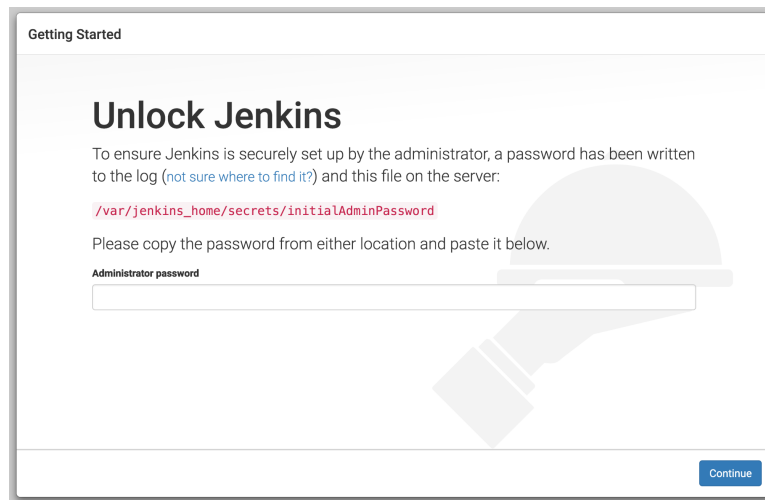 Getting Started
Unlock Jenkins
To ensure Jenkins is securely set up by the administrator, a password has been written
to the log (not sure where to find it?) and this file on the server:
/var/jenkins_home/secrets/initialAdminPassword
Please copy the password from either location and paste it below.
Administrator password
Continue